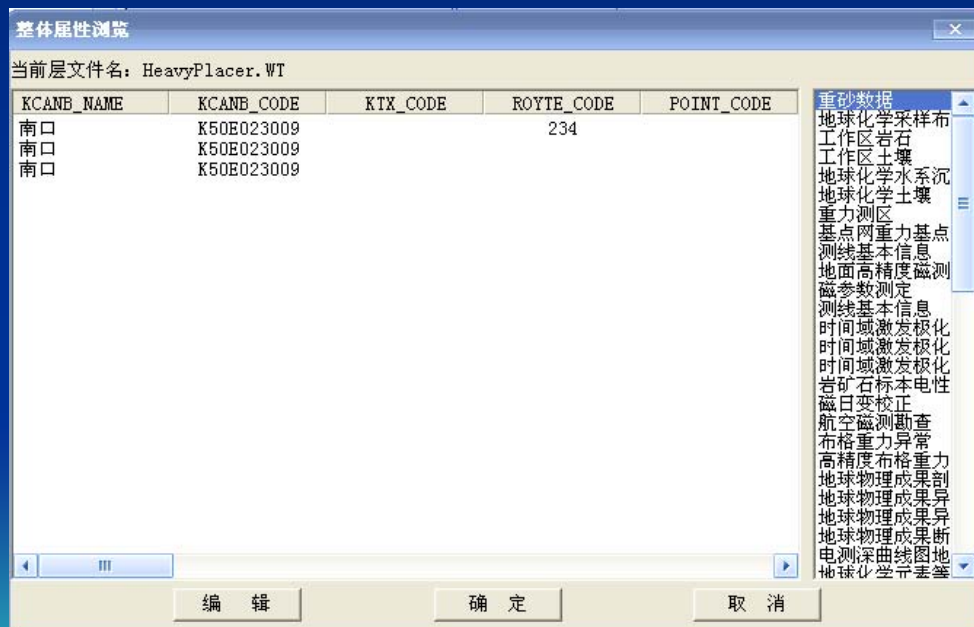 整体属性浏览
当前层文件名: HeavyPlacer.WT
KCANB_NAME KCANB_CODE KTX_CODE ROYTE_CODE POINT_CODE
南口 K50E023009 234
南口 K50E023009
南口 K50E023009
重砂数据
地球化学采样布
工作区岩石
工作区土壤
地球化学水系沉
地球化学土壤
重力测区
基点网重力基点
测线基本信息
地面高精度磁测
磁参数测定
测线基本信息
时间域激发极化
时间域激发极化
时间域激发极化
岩矿石标本电性
磁日变校正
航空磁测勘查
布格重力异常
高精度布格重力
地球物理成果剖
地球物理成果异
地球物理成果异
地球物理成果断
电测深曲线图地
地球化学元素等
编 辑 确 定 取 消